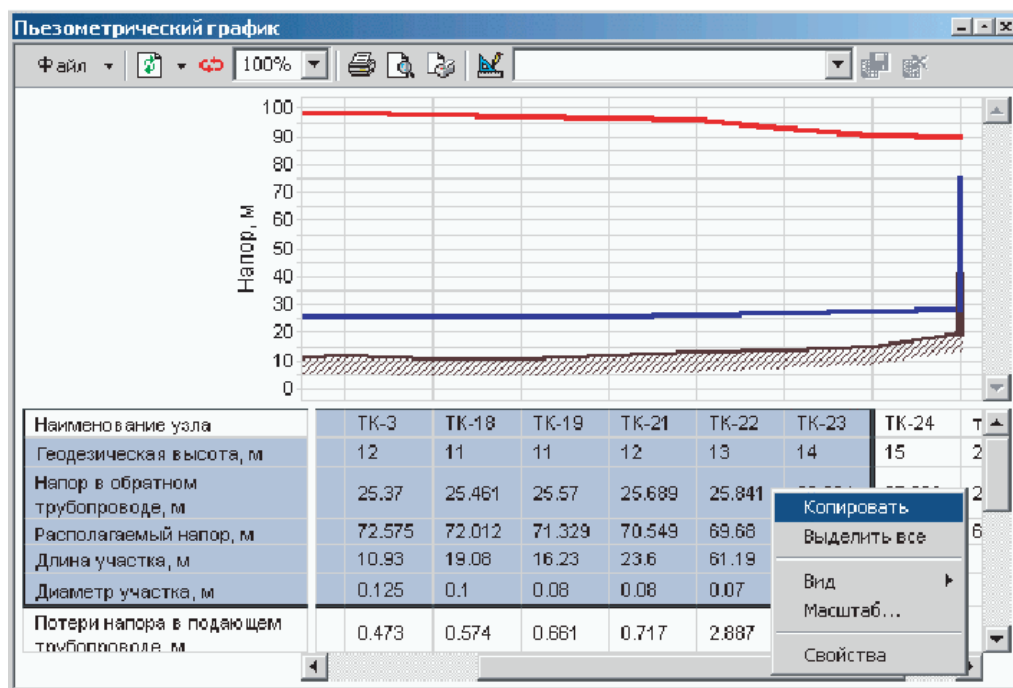 Пьезометрический график
Файл 100%
100
90
80
70
60
50
40
30
20
10
0
Напор, м
Наименование узла ТК-3 ТК-18 ТК-19 ТК-21 ТК-22 ТК-23 ТК-24
Геодезическая высота, м 12 11 11 12 13 14 15 2
Напор в обратном
трубопроводе, м 25.37 25.461 25.57 25.689 25.841
Располагаемый напор, м 72.575 72.012 71.329 70.549 69.68 6
Длина участка, м 10.93 19.08 16.23 23.6 61.19
Диаметр участка, м 0.125 0.1 0.08 0.08 0.07
Потери напора в подающем
трубопроводе, м 0.473 0.574 0.661 0.717 2.887
Копировать
Выделить все
Вид
Масштаб...
Свойства